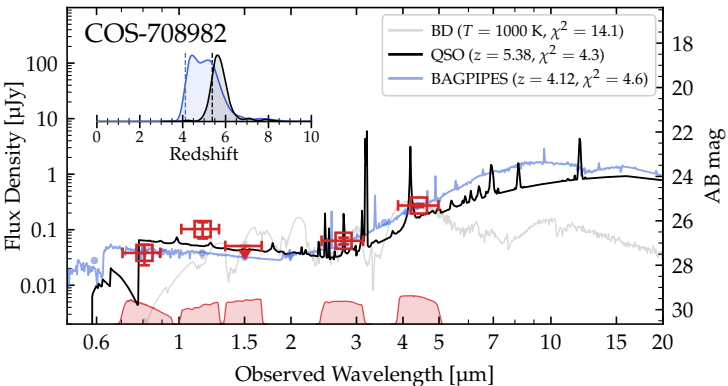 COS-708982
BD (T = 1000 K, χ² = 14.1)
QSO (z = 5.38, χ² = 4.3)
BAGPIPES (z = 4.12, χ² = 4.6)
0 2 4 6 8 10
Redshift
100
10
1
0.1
0.01
Flux Density [μJy]
18
20
22
24
26
28
30
AB mag
0.6 1 2 3 4 5 10 15 20
Observed Wavelength [μm]